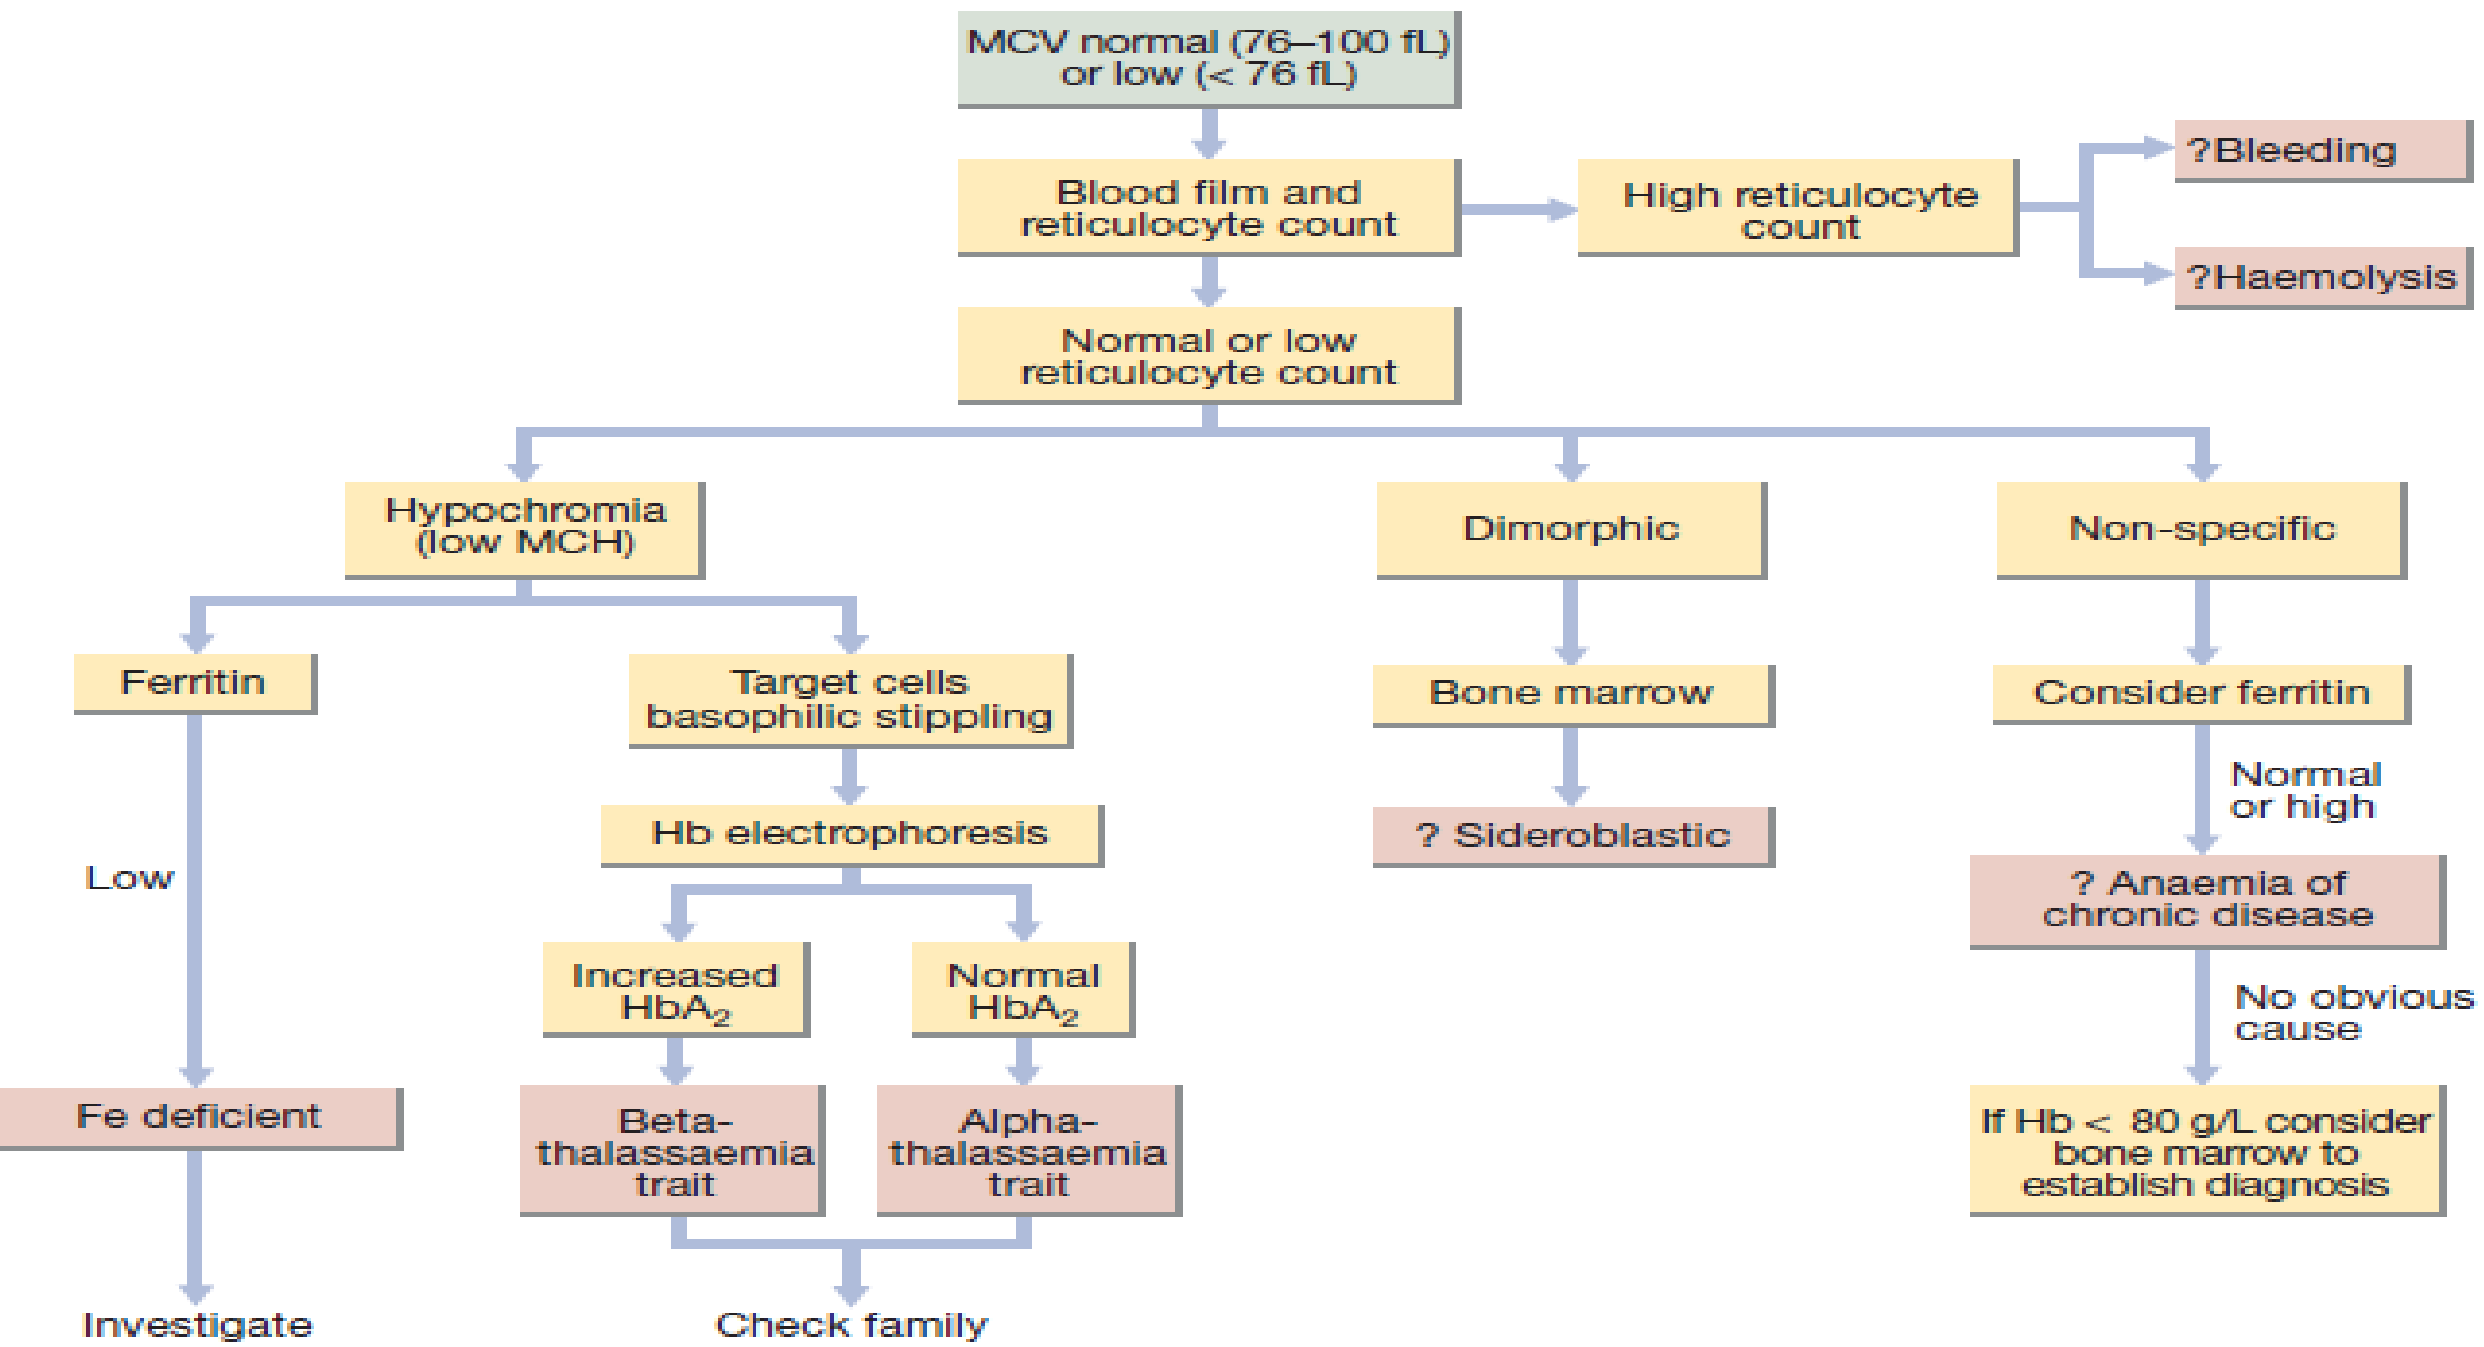 MCV normal (76–100 fL)
or low (< 76 fL)
Blood film and
reticulocyte count
High reticulocyte
count
?Bleeding
?Haemolysis
Normal or low
reticulocyte count
Hypochromia
(low MCH)
Dimorphic
Non-specific
Ferritin
Target cells
basophilic stippling
Bone marrow
Consider ferritin
Low
Hb electrophoresis
? Sideroblastic
Normal
or high
Increased
HbA₂
Normal
HbA₂
? Anaemia of
chronic disease
No obvious
cause
Fe deficient
Beta-
thalassaemia
trait
Alpha-
thalassaemia
trait
If Hb < 80 g/L consider
bone marrow to
establish diagnosis
Investigate
Check family